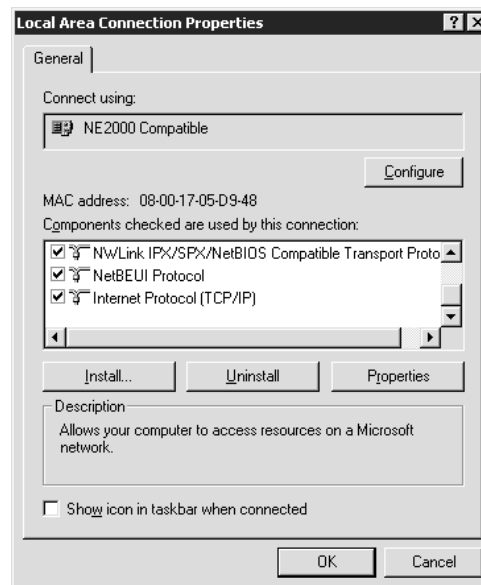 Local Area Connection Properties
General
Connect using:
NE2000 Compatible
Configure
MAC address: 08-00-17-05-D9-48
Components checked are used by this connection:
NWLink IPX/SPX/NetBIOS Compatible Transport Proto
NetBEUI Protocol
Internet Protocol (TCP/IP)
Install... Uninstall Properties
Description
Allows your computer to access resources on a Microsoft
network.
Show icon in taskbar when connected
OK Cancel